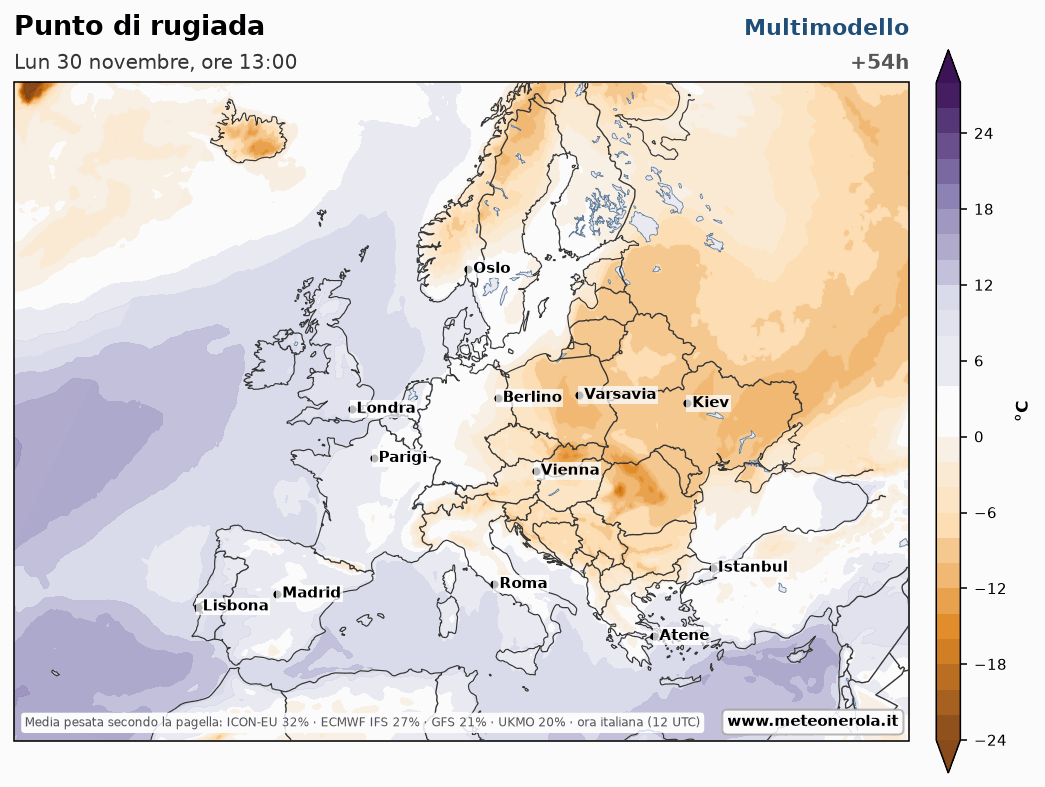 Punto di rugiada
Multimodello
Lun 30 novembre, ore 13:00
+54h
Oslo
Londra
Berlino
Varsavia
Kiev
Parigi
Vienna
Istanbul
Roma
Madrid
Lisbona
Atene
24
18
12
6
0
−6
−12
−18
−24
°C
Media pesata secondo la pagella: ICON-EU 32% · ECMWF IFS 27% · GFS 21% · UKMO 20% · ora italiana (12 UTC)
www.meteonerola.it